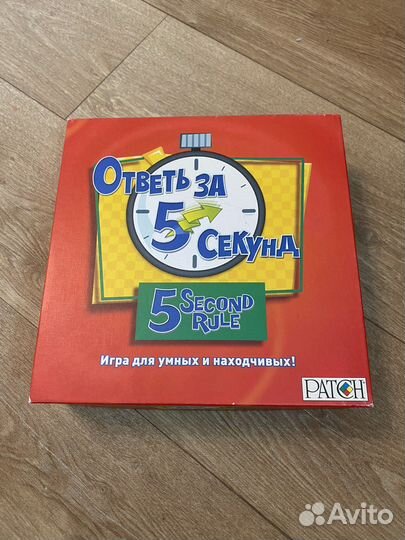 Ответь за
5 секунд
5 Second
Rule
Игра для умных и находчивых!
PATCH
Avito